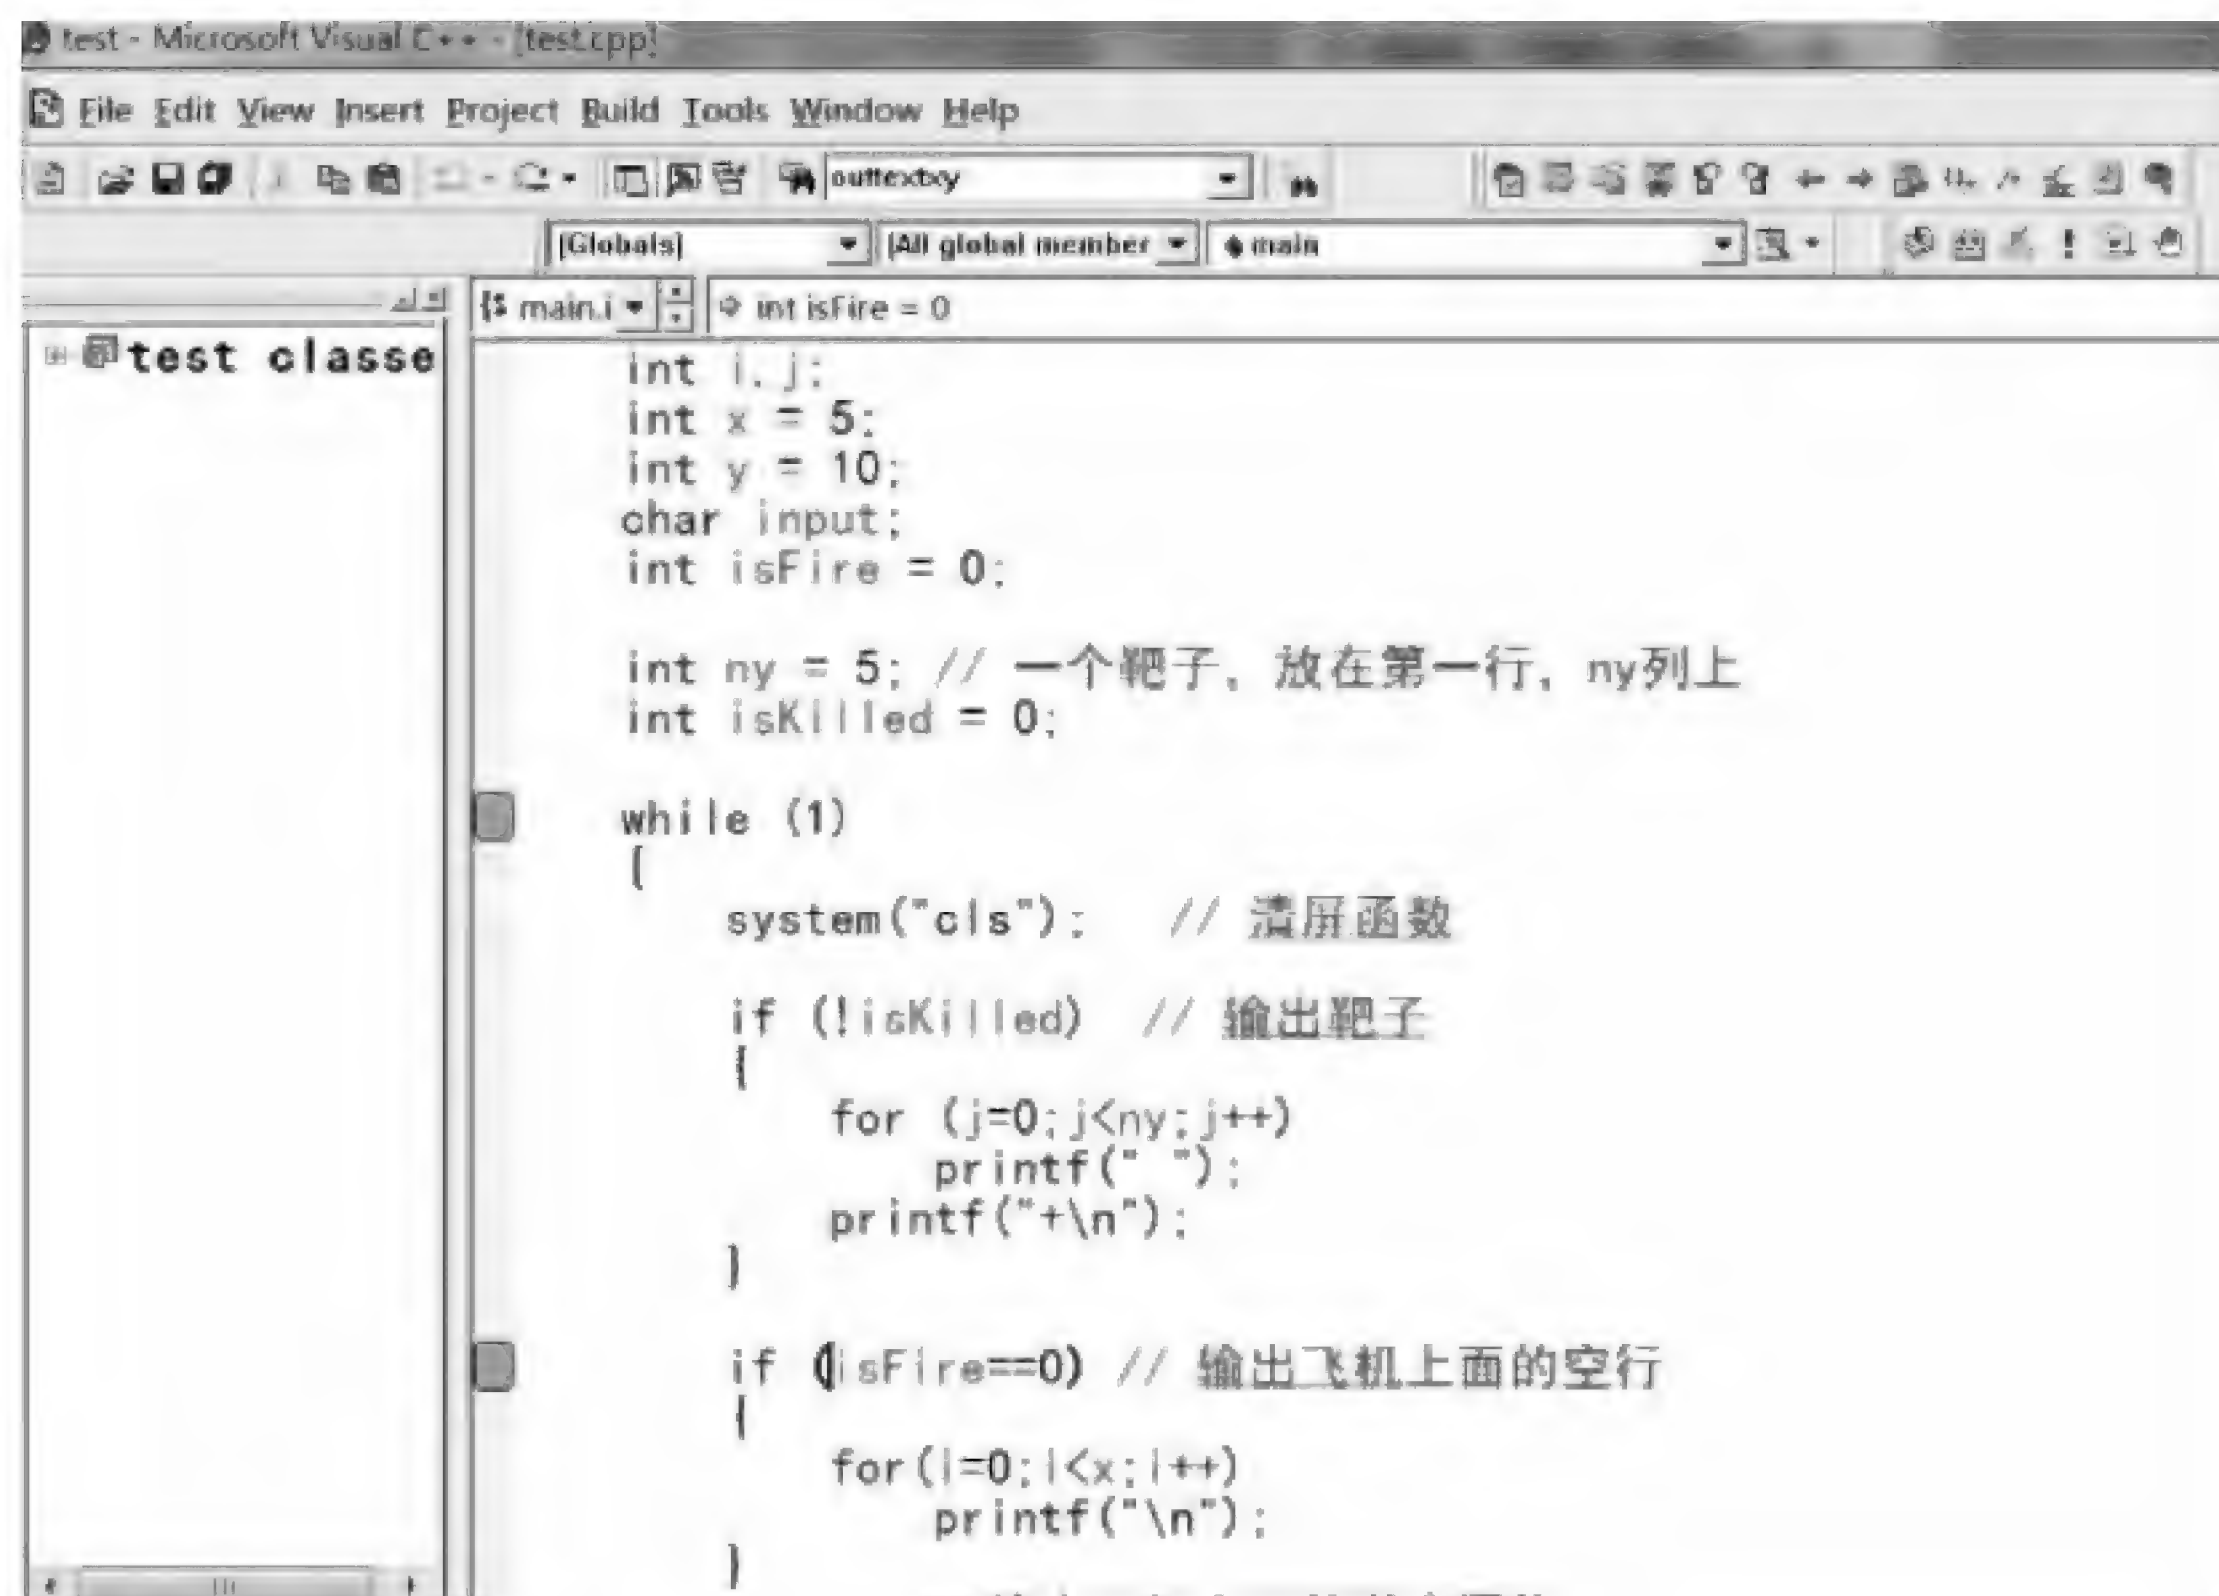 test - Microsoft Visual C++ - [test.cpp]
File Edit View Insert Project Build Tools Window Help
outtextxy
(Globals) (All global member main
main.i int isFire = 0
test classe
int i, j;
int x = 5;
int y = 10;
char input;
int isFire = 0;
int ny = 5; // 一个靶子，放在第一行，ny列上
int isKilled = 0;
while (1)
{
system("cls"); // 清屏函数
if (!isKilled) // 输出靶子
{
for (j=0;j<ny;j++)
printf(" ");
printf("+\n");
}
if (isFire==0) // 输出飞机上面的空行
{
for(i=0;i<x;i++)
printf("\n");
}